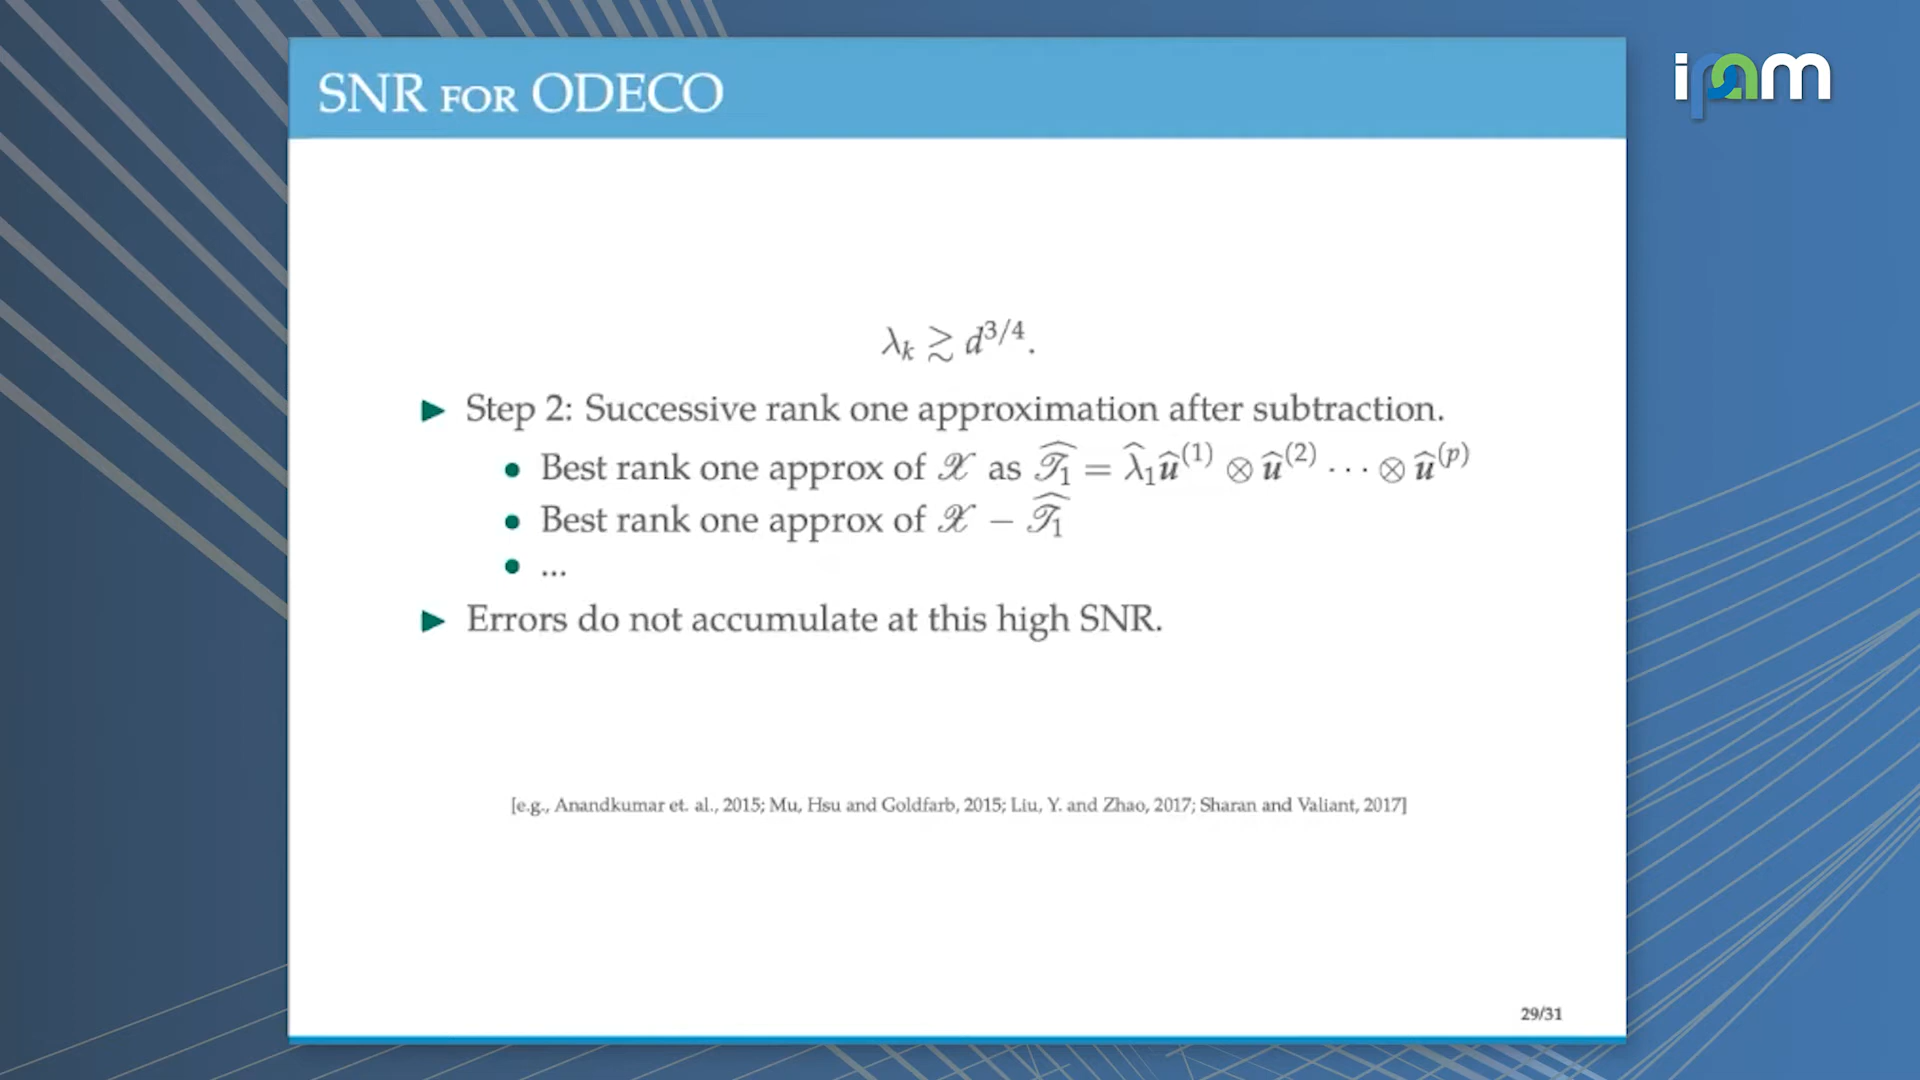 SNR FOR ODECO
ipam
λₖ ≳ d^{3/4}.
▶ Step 2: Successive rank one approximation after subtraction.
• Best rank one approx of 𝒳 as 𝒯̂₁ = λ̂₁û^{(1)} ⊗ û^{(2)} ··· ⊗ û^{(p)}
• Best rank one approx of 𝒳 − 𝒯̂₁
• ...
▶ Errors do not accumulate at this high SNR.
[e.g., Anandkumar et. al., 2015; Mu, Hsu and Goldfarb, 2015; Liu, Y. and Zhao, 2017; Sharan and Valiant, 2017]
29/31